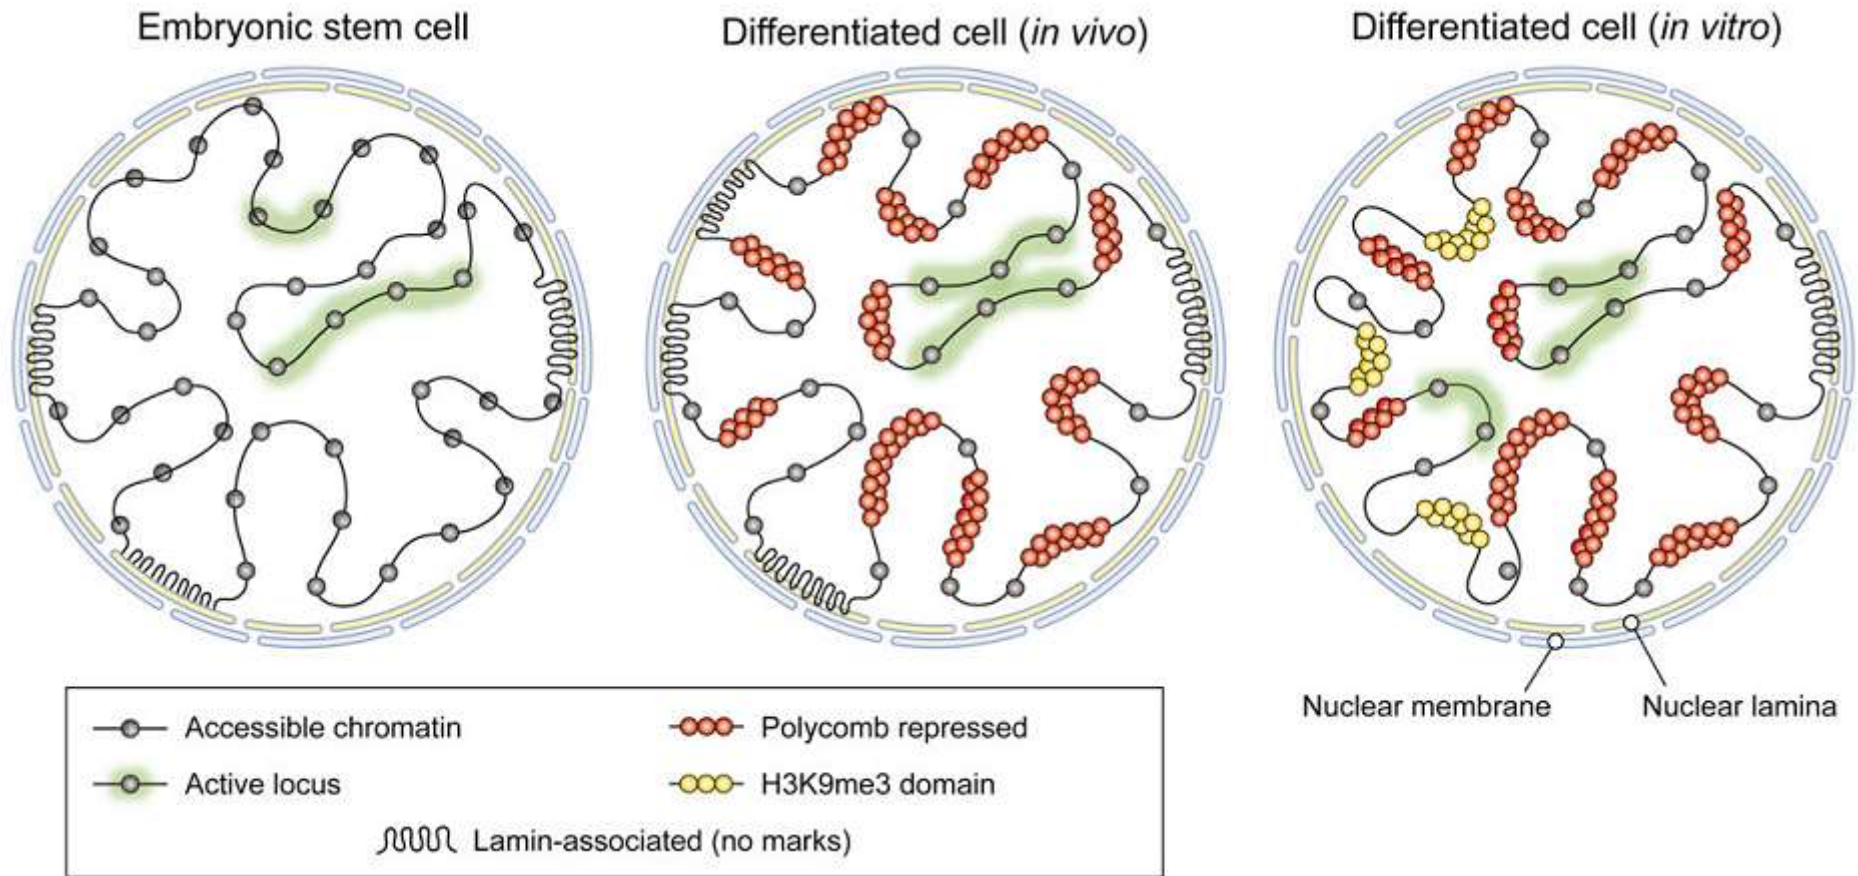 Embryonic stem cell
Differentiated cell (in vivo)
Differentiated cell (in vitro)
Nuclear membrane
Nuclear lamina
Accessible chromatin
Polycomb repressed
Active locus
H3K9me3 domain
Lamin-associated (no marks)